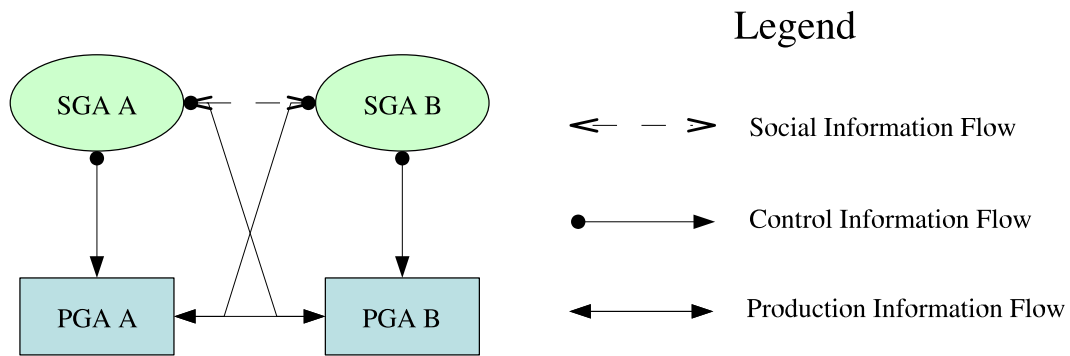 Legend
SGA A
SGA B
Social Information Flow
Control Information Flow
PGA A
PGA B
Production Information Flow